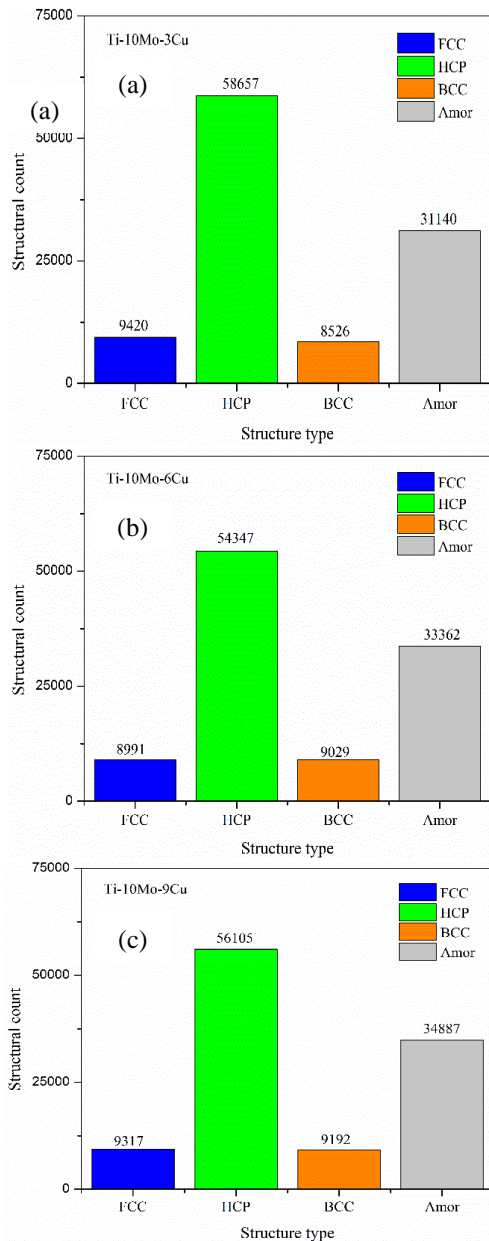 75000
Ti-10Mo-3Cu
FCC
HCP
BCC
Amor
(a)
(a)
58657
50000
31140
25000
9420
8526
0
FCC
HCP
BCC
Amor
Structure type
Structural count
75000
Ti-10Mo-6Cu
FCC
HCP
BCC
Amor
(b)
54347
50000
33362
25000
8991
9029
0
FCC
HCP
BCC
Amor
Structure type
Structural count
75000
Ti-10Mo-9Cu
FCC
HCP
BCC
Amor
(c)
56105
50000
34887
25000
9317
9192
0
FCC
HCP
BCC
Amor
Structure type
Structural count